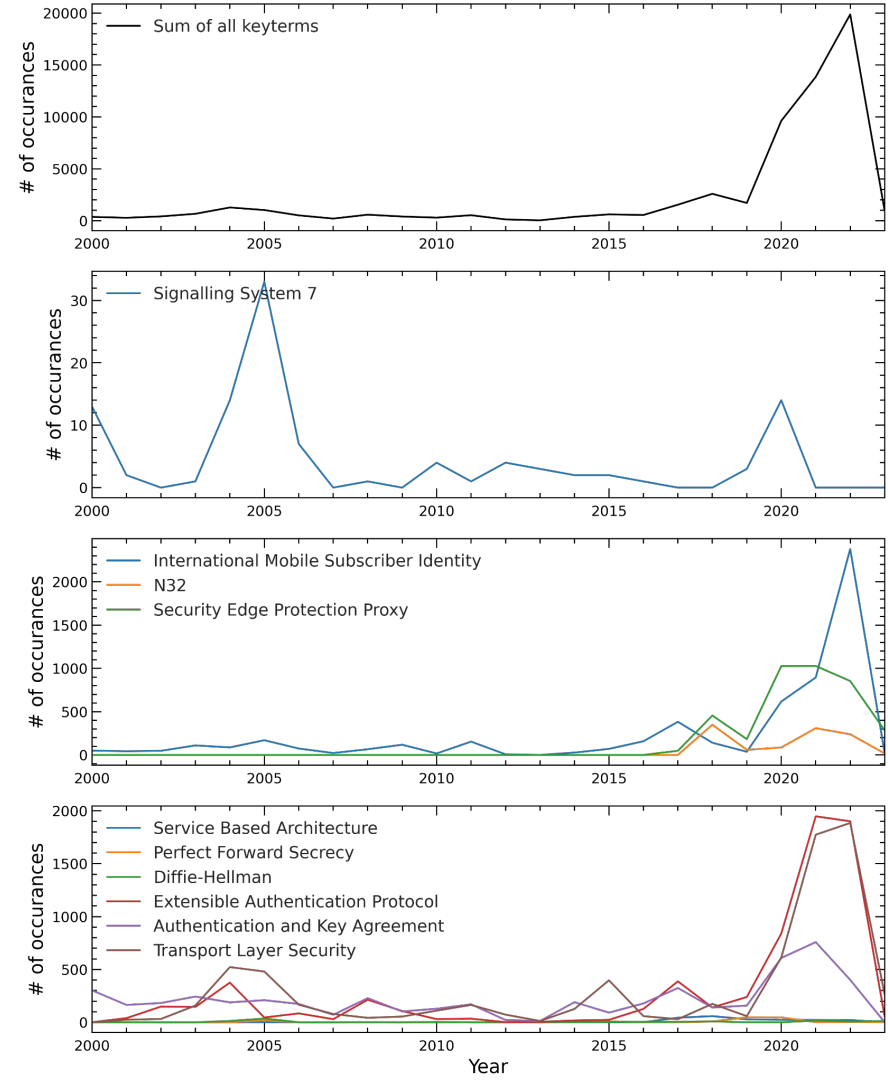 Sum of all keyterms
# of occurances
20000
15000
10000
5000
0
2000 2005 2010 2015 2020
Signalling System 7
# of occurances
30
20
10
0
2000 2005 2010 2015 2020
International Mobile Subscriber Identity
N32
Security Edge Protection Proxy
# of occurances
2000
1500
1000
500
0
2000 2005 2010 2015 2020
Service Based Architecture
Perfect Forward Secrecy
Diffie-Hellman
Extensible Authentication Protocol
Authentication and Key Agreement
Transport Layer Security
# of occurances
2000
1500
1000
500
0
2000 2005 2010 2015 2020
Year